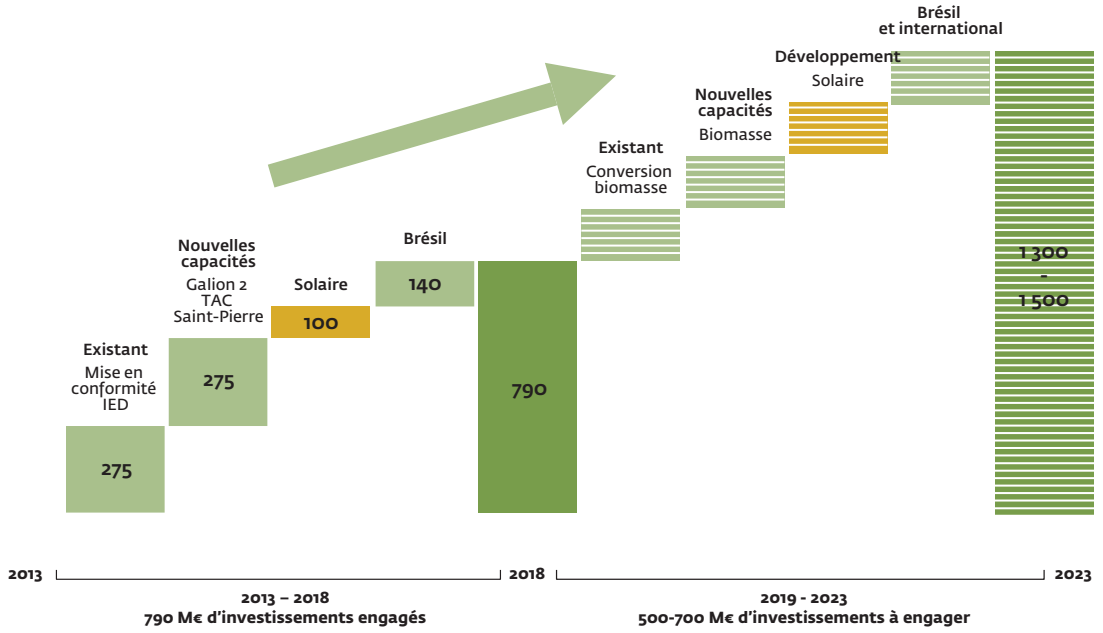 Existant
Mise en
conformité
IED
275
Nouvelles
capacités
Galion 2
TAC
Saint-Pierre
275
Solaire
100
Brésil
140
790
Existant
Conversion
biomasse
Nouvelles
capacités
Biomasse
Développement
Solaire
Brésil
et international
1 300
-
1 500
2013
2018
2023
2013 – 2018
790 M€ d’investissements engagés
2019 - 2023
500-700 M€ d’investissements à engager